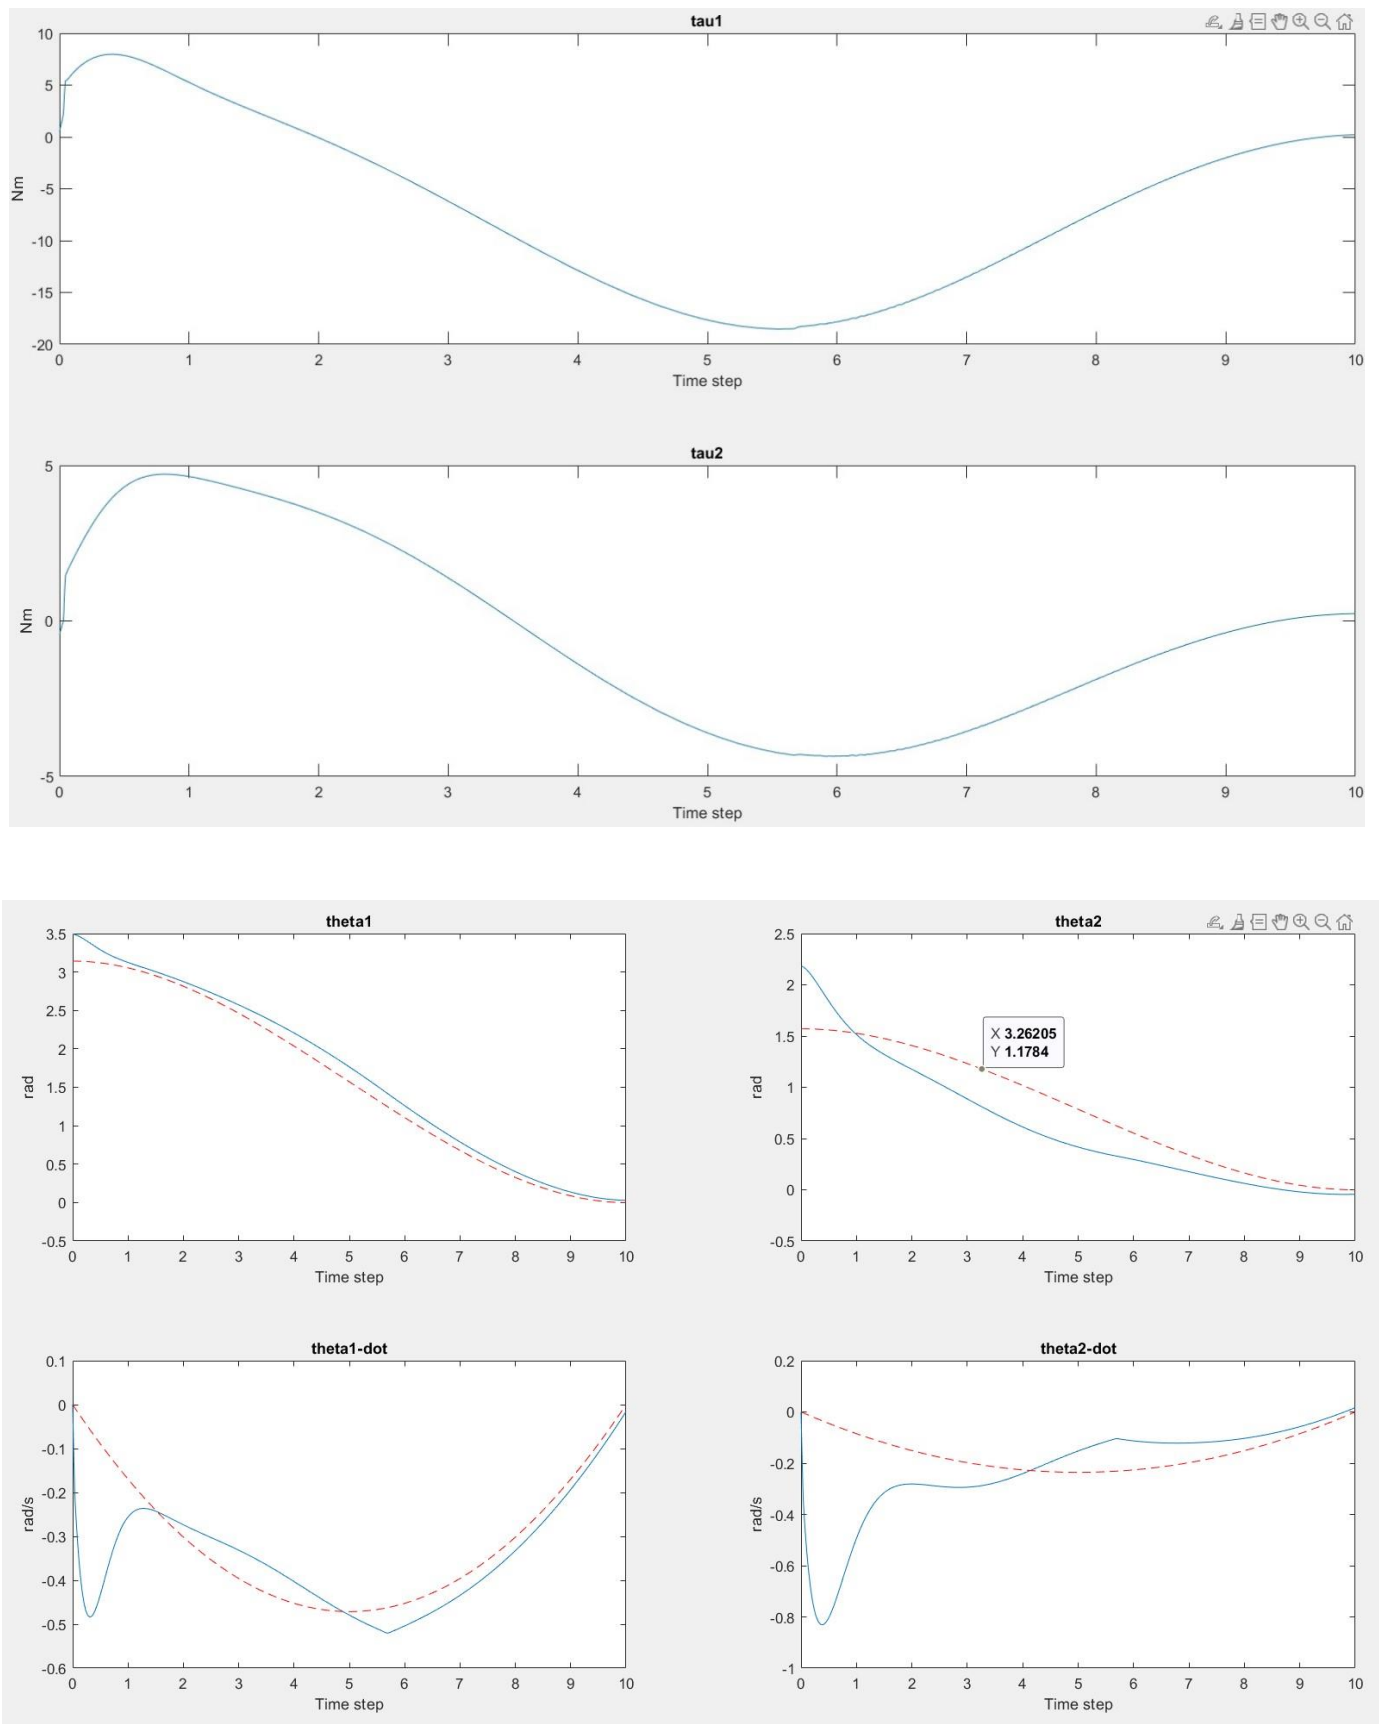 tau1
10
5
0
-5
-10
-15
-20
Nm
0 1 2 3 4 5 6 7 8 9 10
Time step
tau2
5
0
-5
Nm
0 1 2 3 4 5 6 7 8 9 10
Time step
theta1
3.5
3
2.5
2
1.5
1
0.5
0
-0.5
rad
0 1 2 3 4 5 6 7 8 9 10
Time step
theta2
2.5
2
1.5
1
0.5
0
-0.5
rad
X 3.26205
Y 1.1784
0 1 2 3 4 5 6 7 8 9 10
Time step
theta1-dot
0.1
0
-0.1
-0.2
-0.3
-0.4
-0.5
-0.6
rad/s
0 1 2 3 4 5 6 7 8 9 10
Time step
theta2-dot
0.2
0
-0.2
-0.4
-0.6
-0.8
-1
rad/s
0 1 2 3 4 5 6 7 8 9 10
Time step